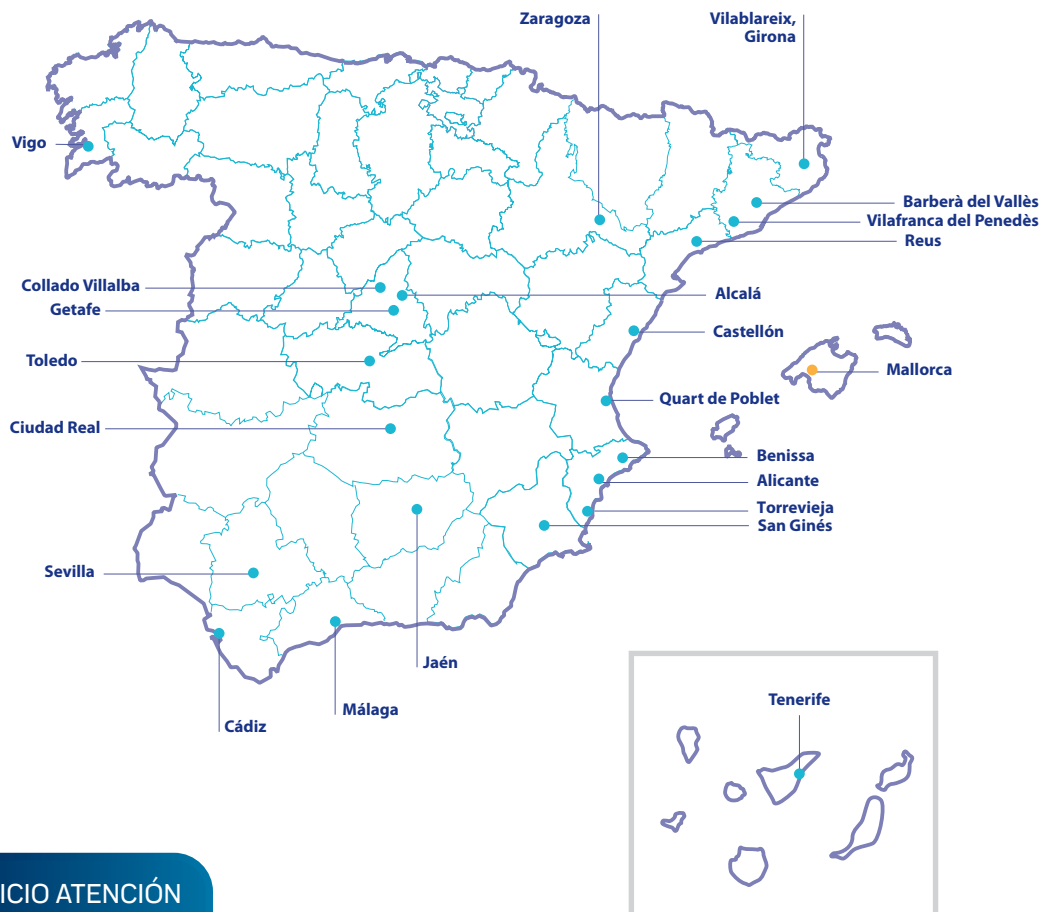 Zaragoza
Vilablareix,
Girona
Vigo
Barberà del Vallès
Vilafranca del Penedès
Reus
Collado Villalba
Alcalá
Getafe
Castellón
Toledo
Mallorca
Quart de Poblet
Ciudad Real
Benissa
Alicante
Torrevieja
San Ginés
Sevilla
Jaén
Málaga
Cádiz
Tenerife
ICIO ATENCIÓN